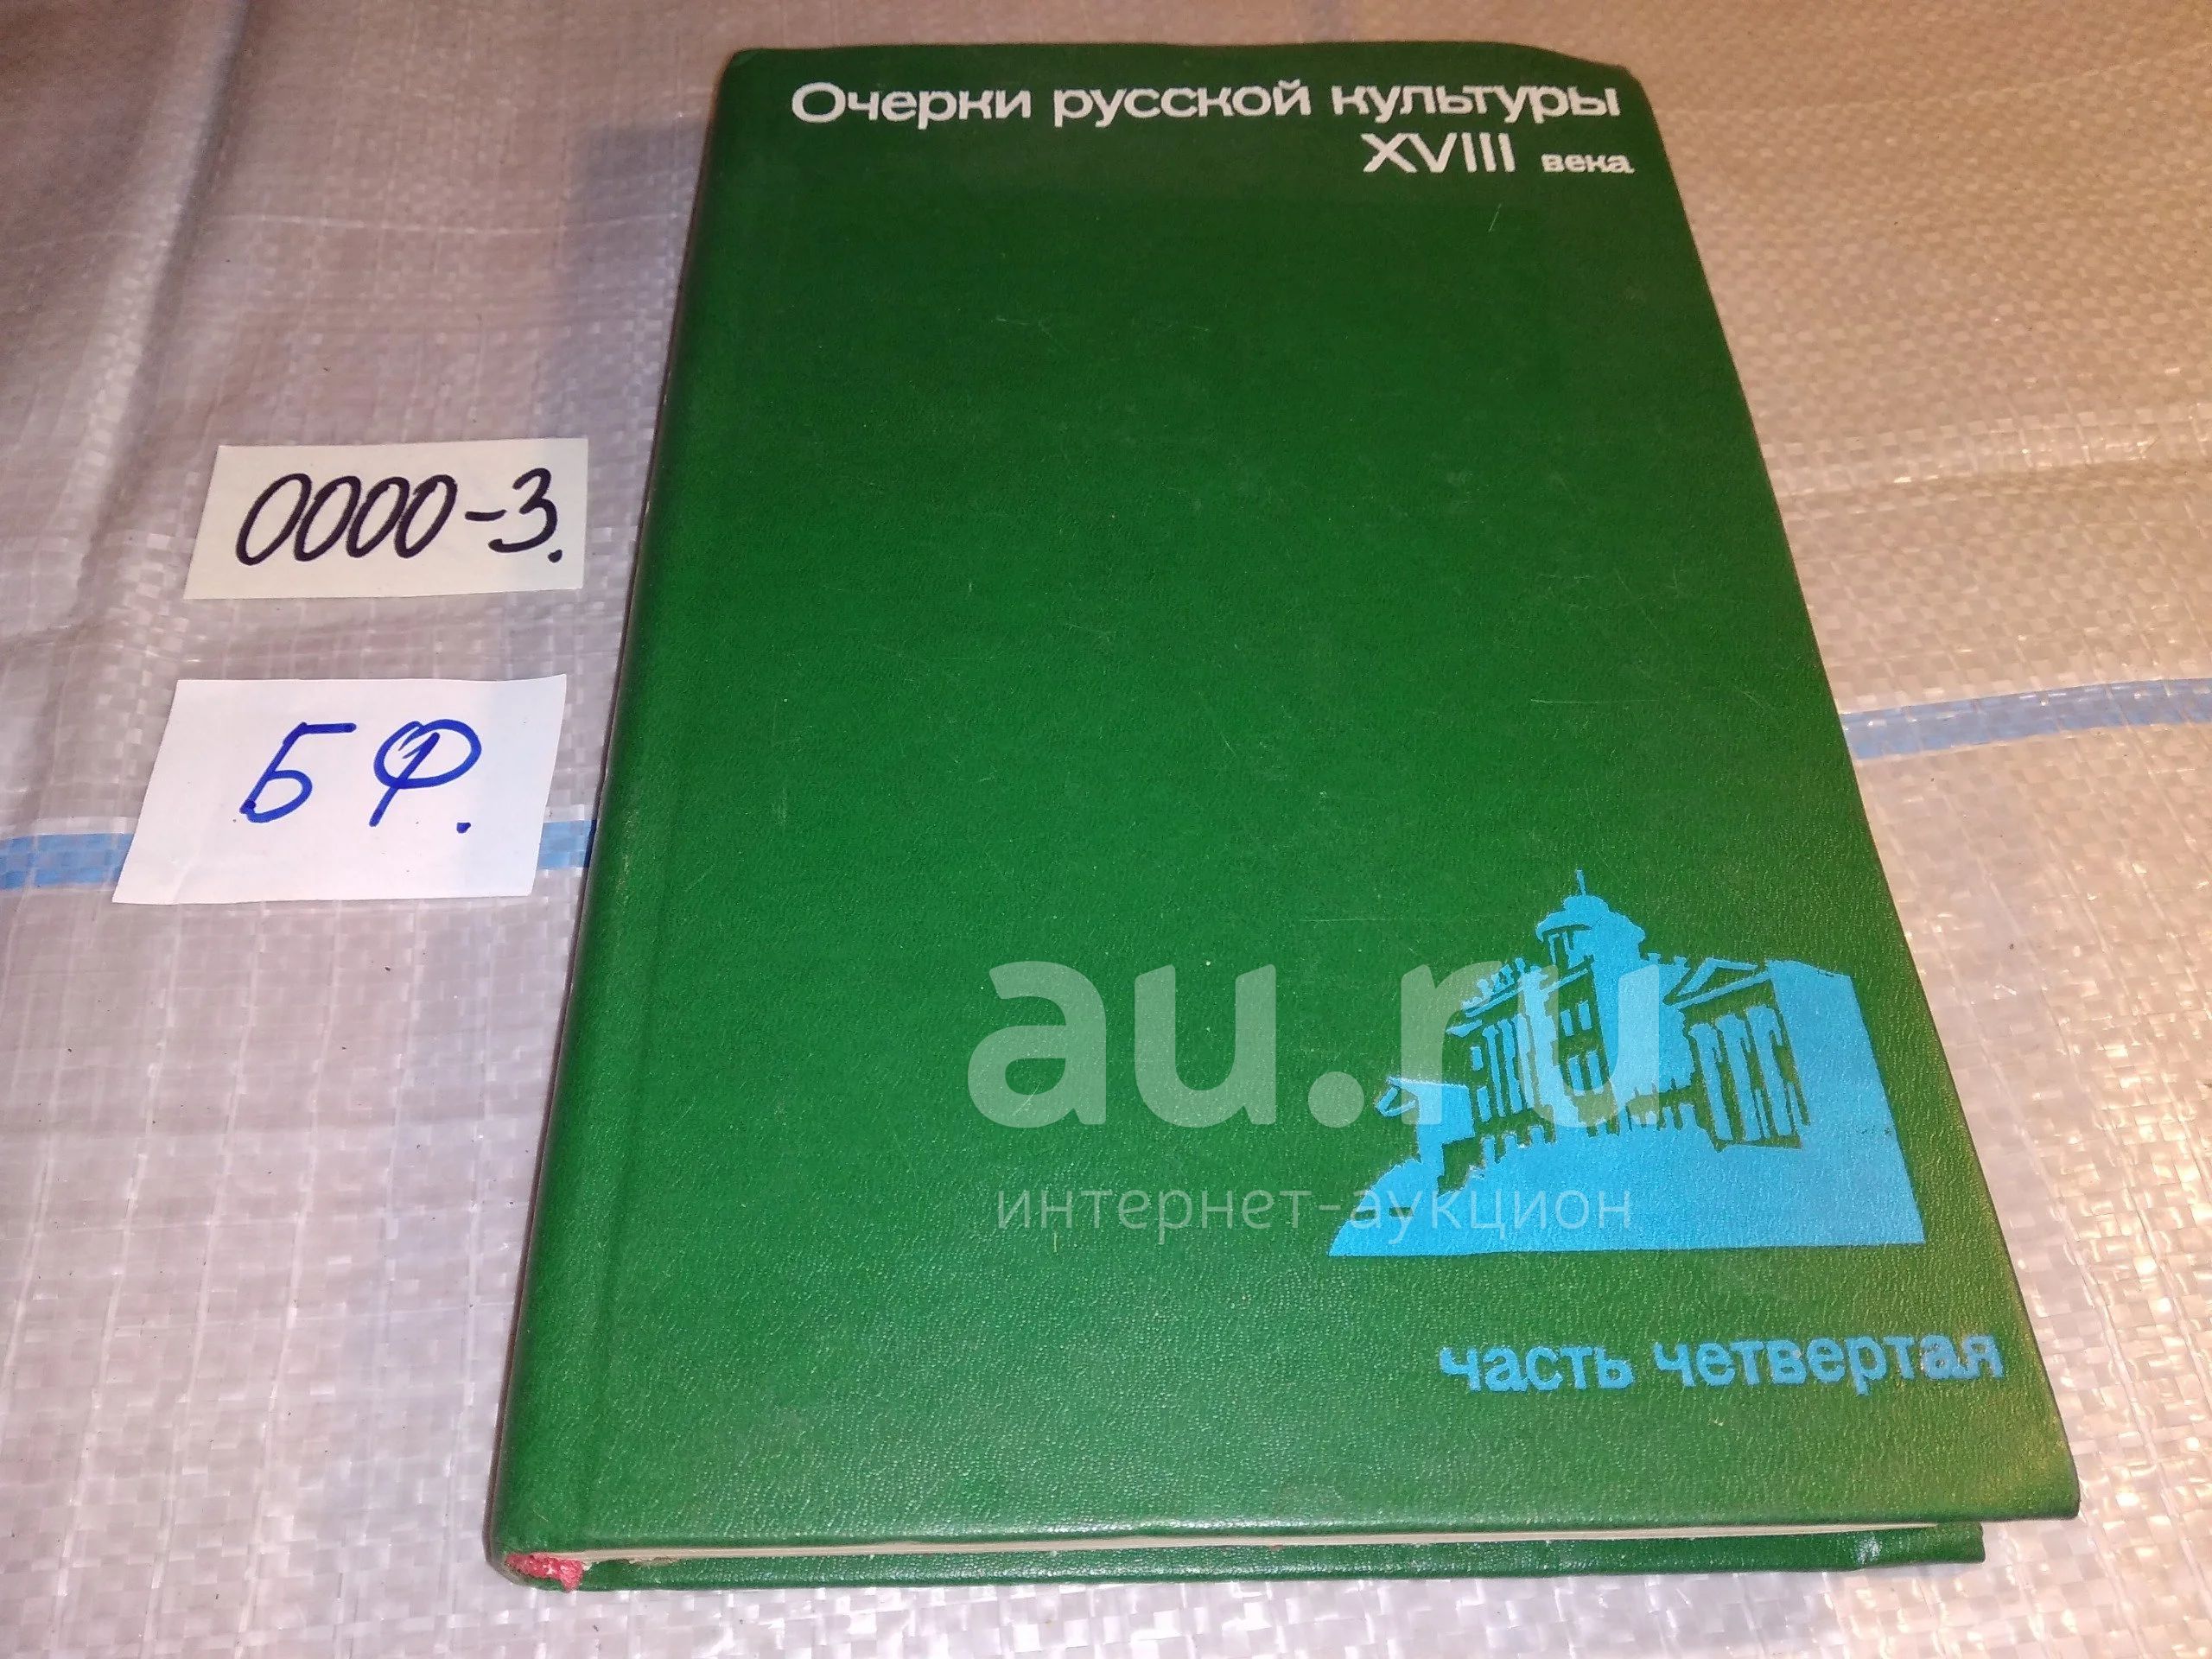 Очерки русской культуры
XVIII века
0000-3.
БФ.
au.ru
интернет-аукцион
часть четвертая